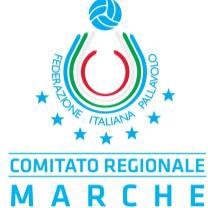 FEDERAZIONE ITALIANA PALLAVOLO
COMITATO REGIONALE
MARCHE